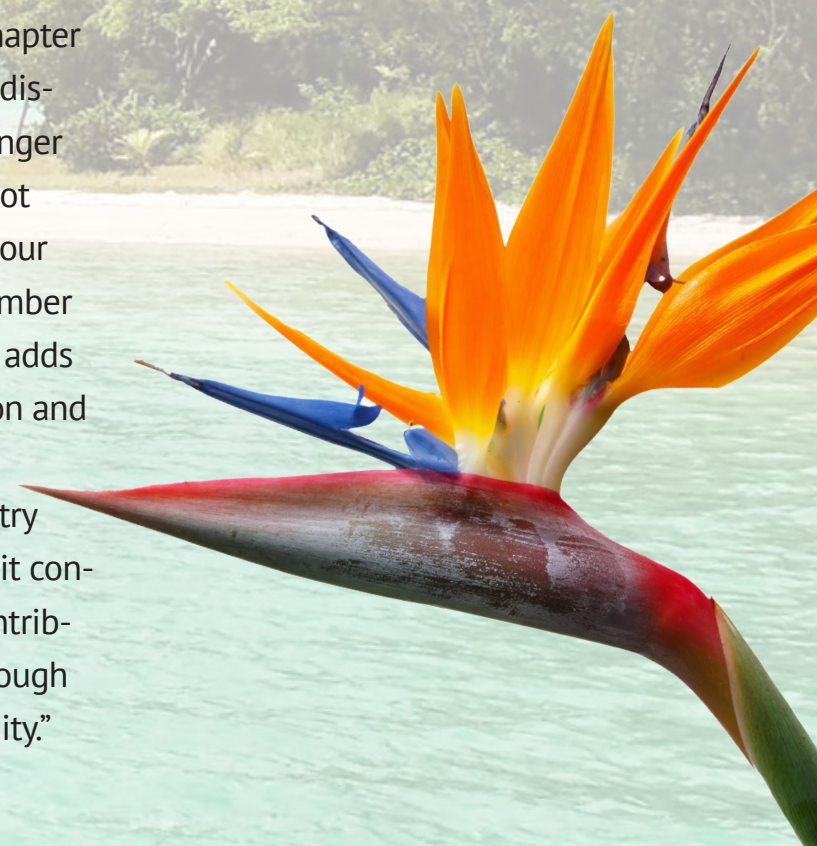 hapter
dis-
nger
ot
our
mber
adds
on and
try
it con-
ntrib-
ough
ity.”